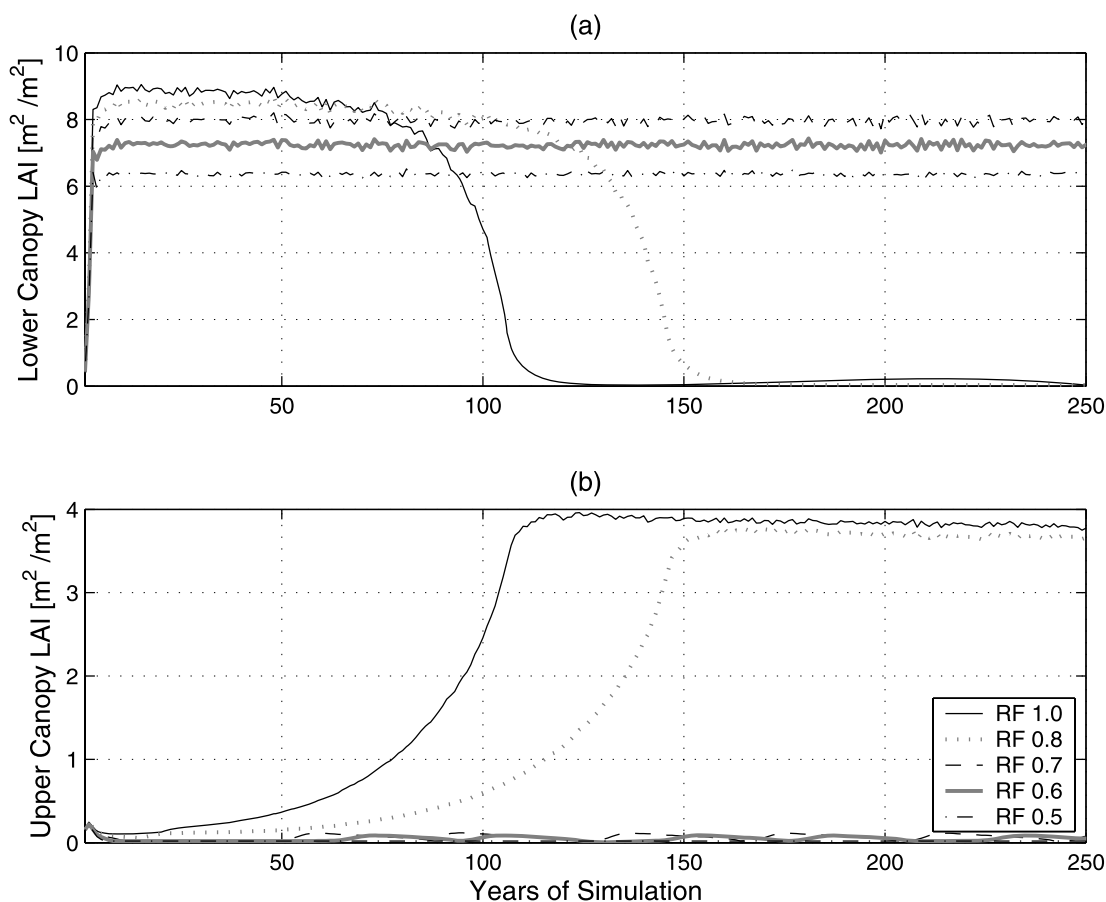 (a)
Lower Canopy LAI [m² /m²]
10
8
6
4
2
0
50 100 150 200 250
(b)
Upper Canopy LAI [m² /m²]
4
3
2
1
0
RF 1.0
RF 0.8
RF 0.7
RF 0.6
RF 0.5
50 100 150 200 250
Years of Simulation